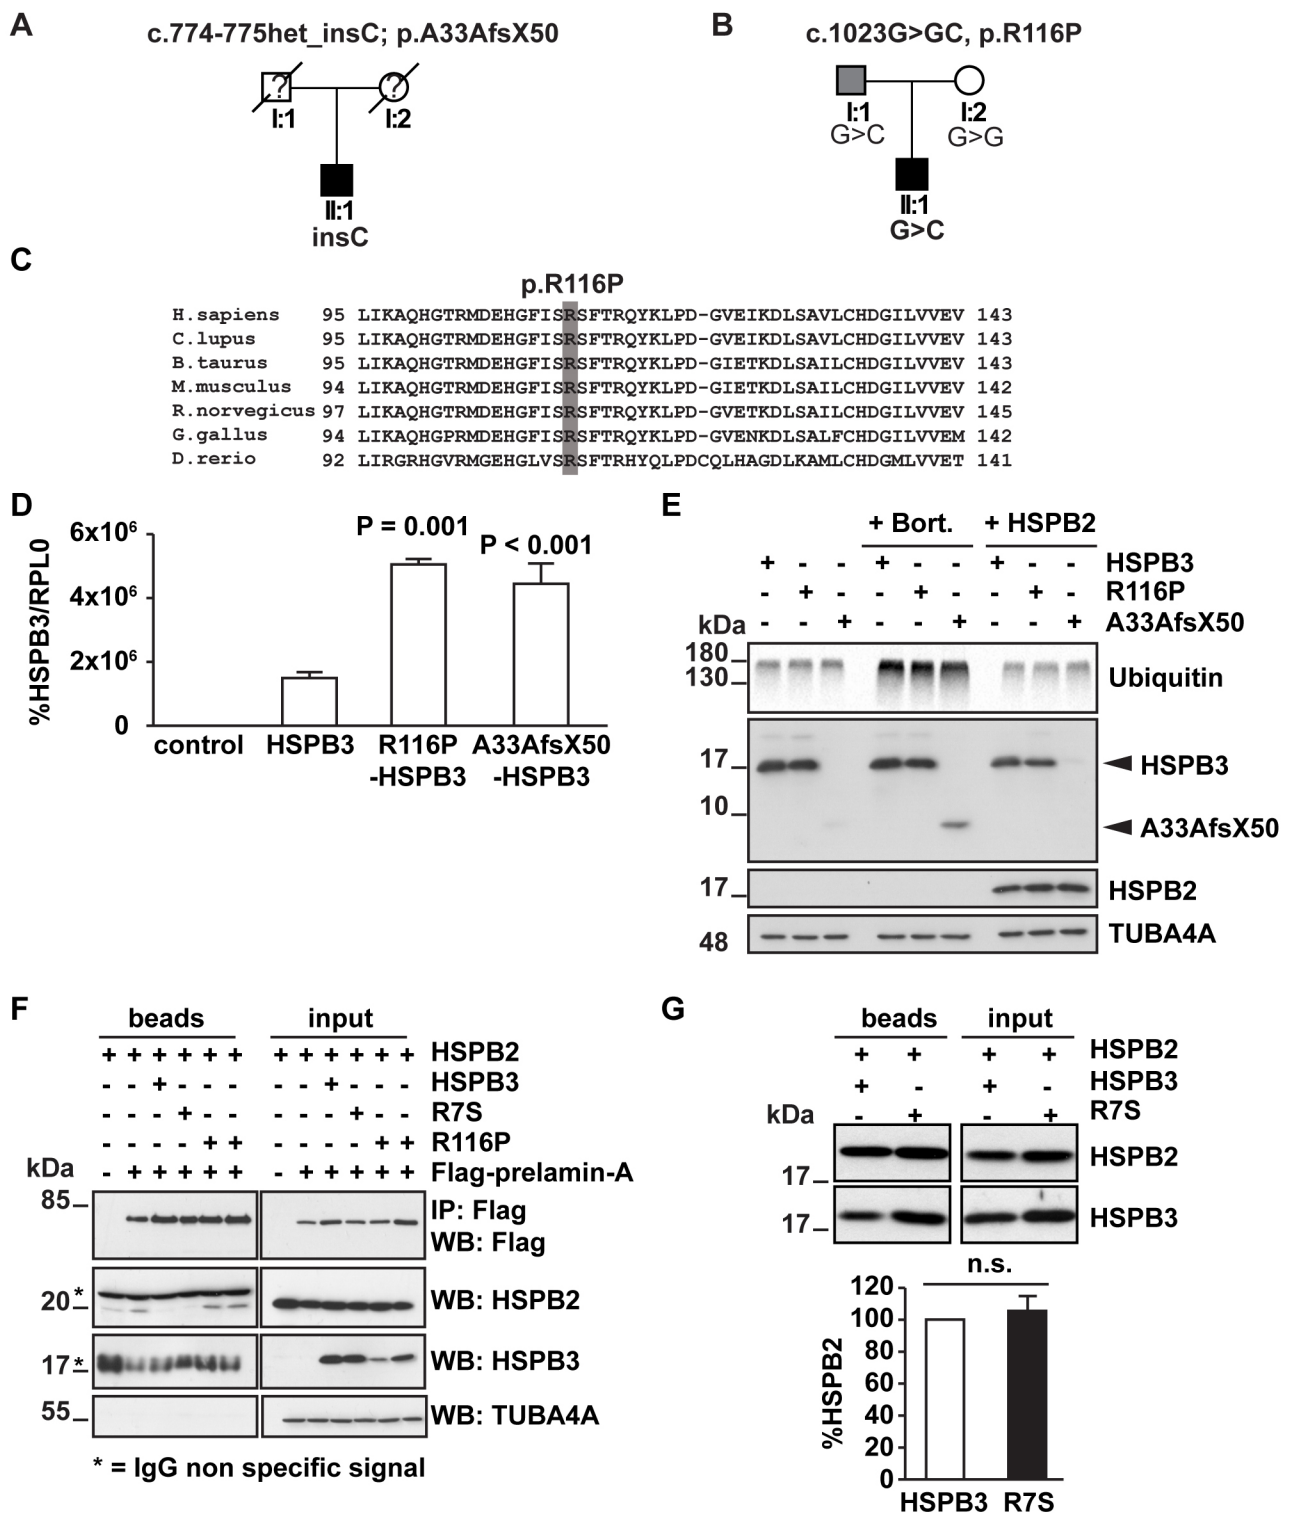 A
c.774-775het_insC; p.A33AfsX50
? ?
I:1 I:2
II:1
insC
B
c.1023G>GC, p.R116P
I:1 I:2
G>C G>G
II:1
G>C
C
p.R116P
H.sapiens 95 LIKAQHGTRMDEHGFISRSFTRQYKLPD-GVEIKDLSAVLCHDGILVVEV 143
C.lupus 95 LIKAQHGTRMDEHGFISRSFTRQYKLPD-GVEIKDLSAVLCHDGILVVEV 143
B.taurus 95 LIKAQHGTRMDEHGFISRSFTRQYKLPD-GIETKDLSAVLCHDGILVVEV 143
M.musculus 94 LIKAQHGTRMDEHGFISRSFTRQYKLPD-GIETKDLSAILCHDGILVVEV 142
R.norvegicus 97 LIKAQHGTRMDEHGFISRSFTRQYKLPD-GVETKDLSAILCHDGILVVEV 145
G.gallus 94 LIKAQHGPRMDEHGFISRSFTRQYKLPD-GVENKDLSALFCHDGILVVEM 142
D.rerio 92 LIRGRHGVRMGEHGLVSRSFTRHYQLPDCQLHAGDLKAMLCHDGMLVVET 141
D
%HSPB3/RPL0
6x10⁶
4x10⁶
2x10⁶
0
P = 0.001
P < 0.001
control HSPB3 R116P A33AfsX50
-HSPB3 -HSPB3
E
+ Bort. + HSPB2
+ - - + - - + - - HSPB3
- + - - + - - + - R116P
- - + - - + - - + A33AfsX50
kDa
180
130
Ubiquitin
17 HSPB3
10
A33AfsX50
17 HSPB2
48 TUBA4A
F
beads input
+ + + + + + + + + + + + HSPB2
- - + - - - - - + - - - HSPB3
- - - + - - - - - + - - R7S
- - - - + + - - - - + + R116P
- + + + + + - + + + + + Flag-prelamin-A
kDa
85
IP: Flag
WB: Flag
*
20 WB: HSPB2
17 * WB: HSPB3
55 WB: TUBA4A
* = IgG non specific signal
G
beads input
+ + + + HSPB2
+ - + - HSPB3
- + - + R7S
kDa
17 HSPB2
17 HSPB3
n.s.
%HSPB2
120
100
80
60
40
20
0
HSPB3 R7S